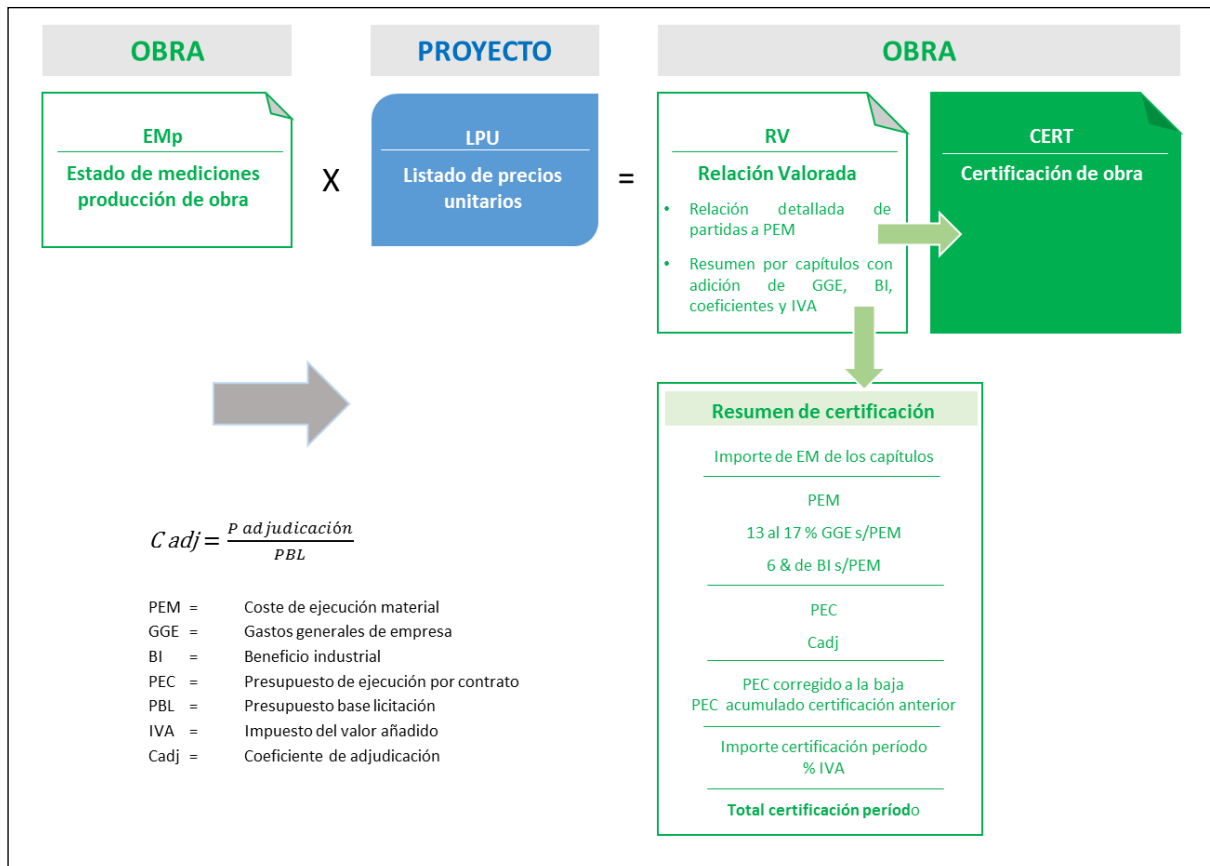 OBRA
PROYECTO
OBRA
EMp
Estado de mediciones
producción de obra
X
LPU
Listado de precios
unitarios
=
RV
Relación Valorada
• Relación detallada de
partidas a PEM
• Resumen por capítulos con
adición de GGE, BI,
coeficientes y IVA
CERT
Certificación de obra
Resumen de certificación
Importe de EM de los capítulos
PEM
13 al 17 % GGE s/PEM
6 & de BI s/PEM
PEC
Cadj
PEC corregido a la baja
PEC acumulado certificación anterior
Importe certificación período
% IVA
Total certificación período
C adj = P adjudicación / PBL
PEM = Coste de ejecución material
GGE = Gastos generales de empresa
BI = Beneficio industrial
PEC = Presupuesto de ejecución por contrato
PBL = Presupuesto base licitación
IVA = Impuesto del valor añadido
Cadj = Coeficiente de adjudicación